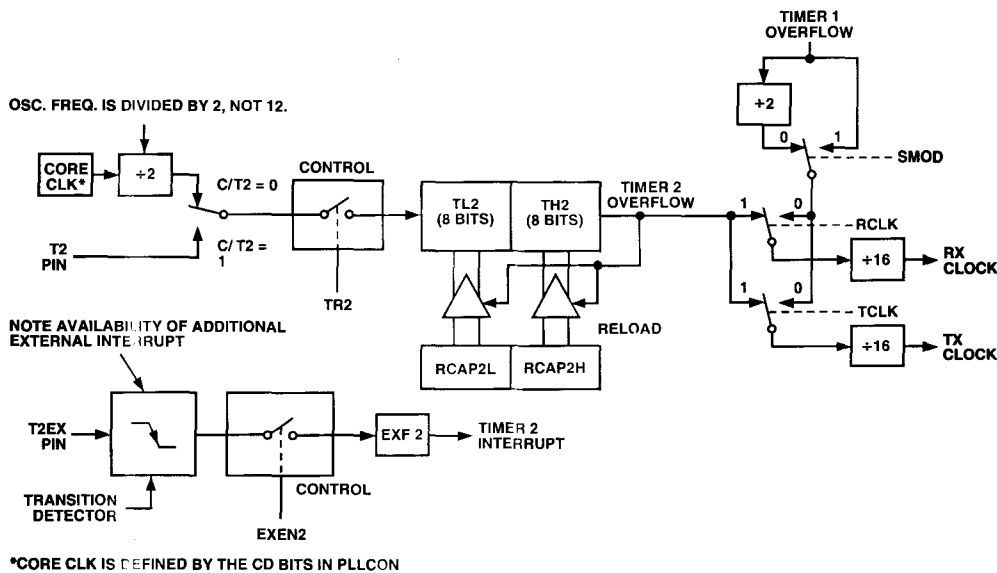 TIMER 1
OVERFLOW
OSC. FREQ. IS DIVIDED BY 2, NOT 12.
÷2
0
1
SMOD
CORE
CLK*
÷2
C/T2 = 0
CONTROL
TL2
(8 BITS)
TH2
(8 BITS)
TIMER 2
OVERFLOW
1
0
RCLK
T2
PIN
C/ T2 =
1
TR2
÷16
RX
CLOCK
1
0
TCLK
RELOAD
NOTE AVAILABILITY OF ADDITIONAL
EXTERNAL INTERRUPT
RCAP2L
RCAP2H
÷16
TX
CLOCK
T2EX
PIN
EXF 2
TIMER 2
INTERRUPT
CONTROL
TRANSITION
DETECTOR
EXEN2
*CORE CLK IS DEFINED BY THE CD BITS IN PLLCON